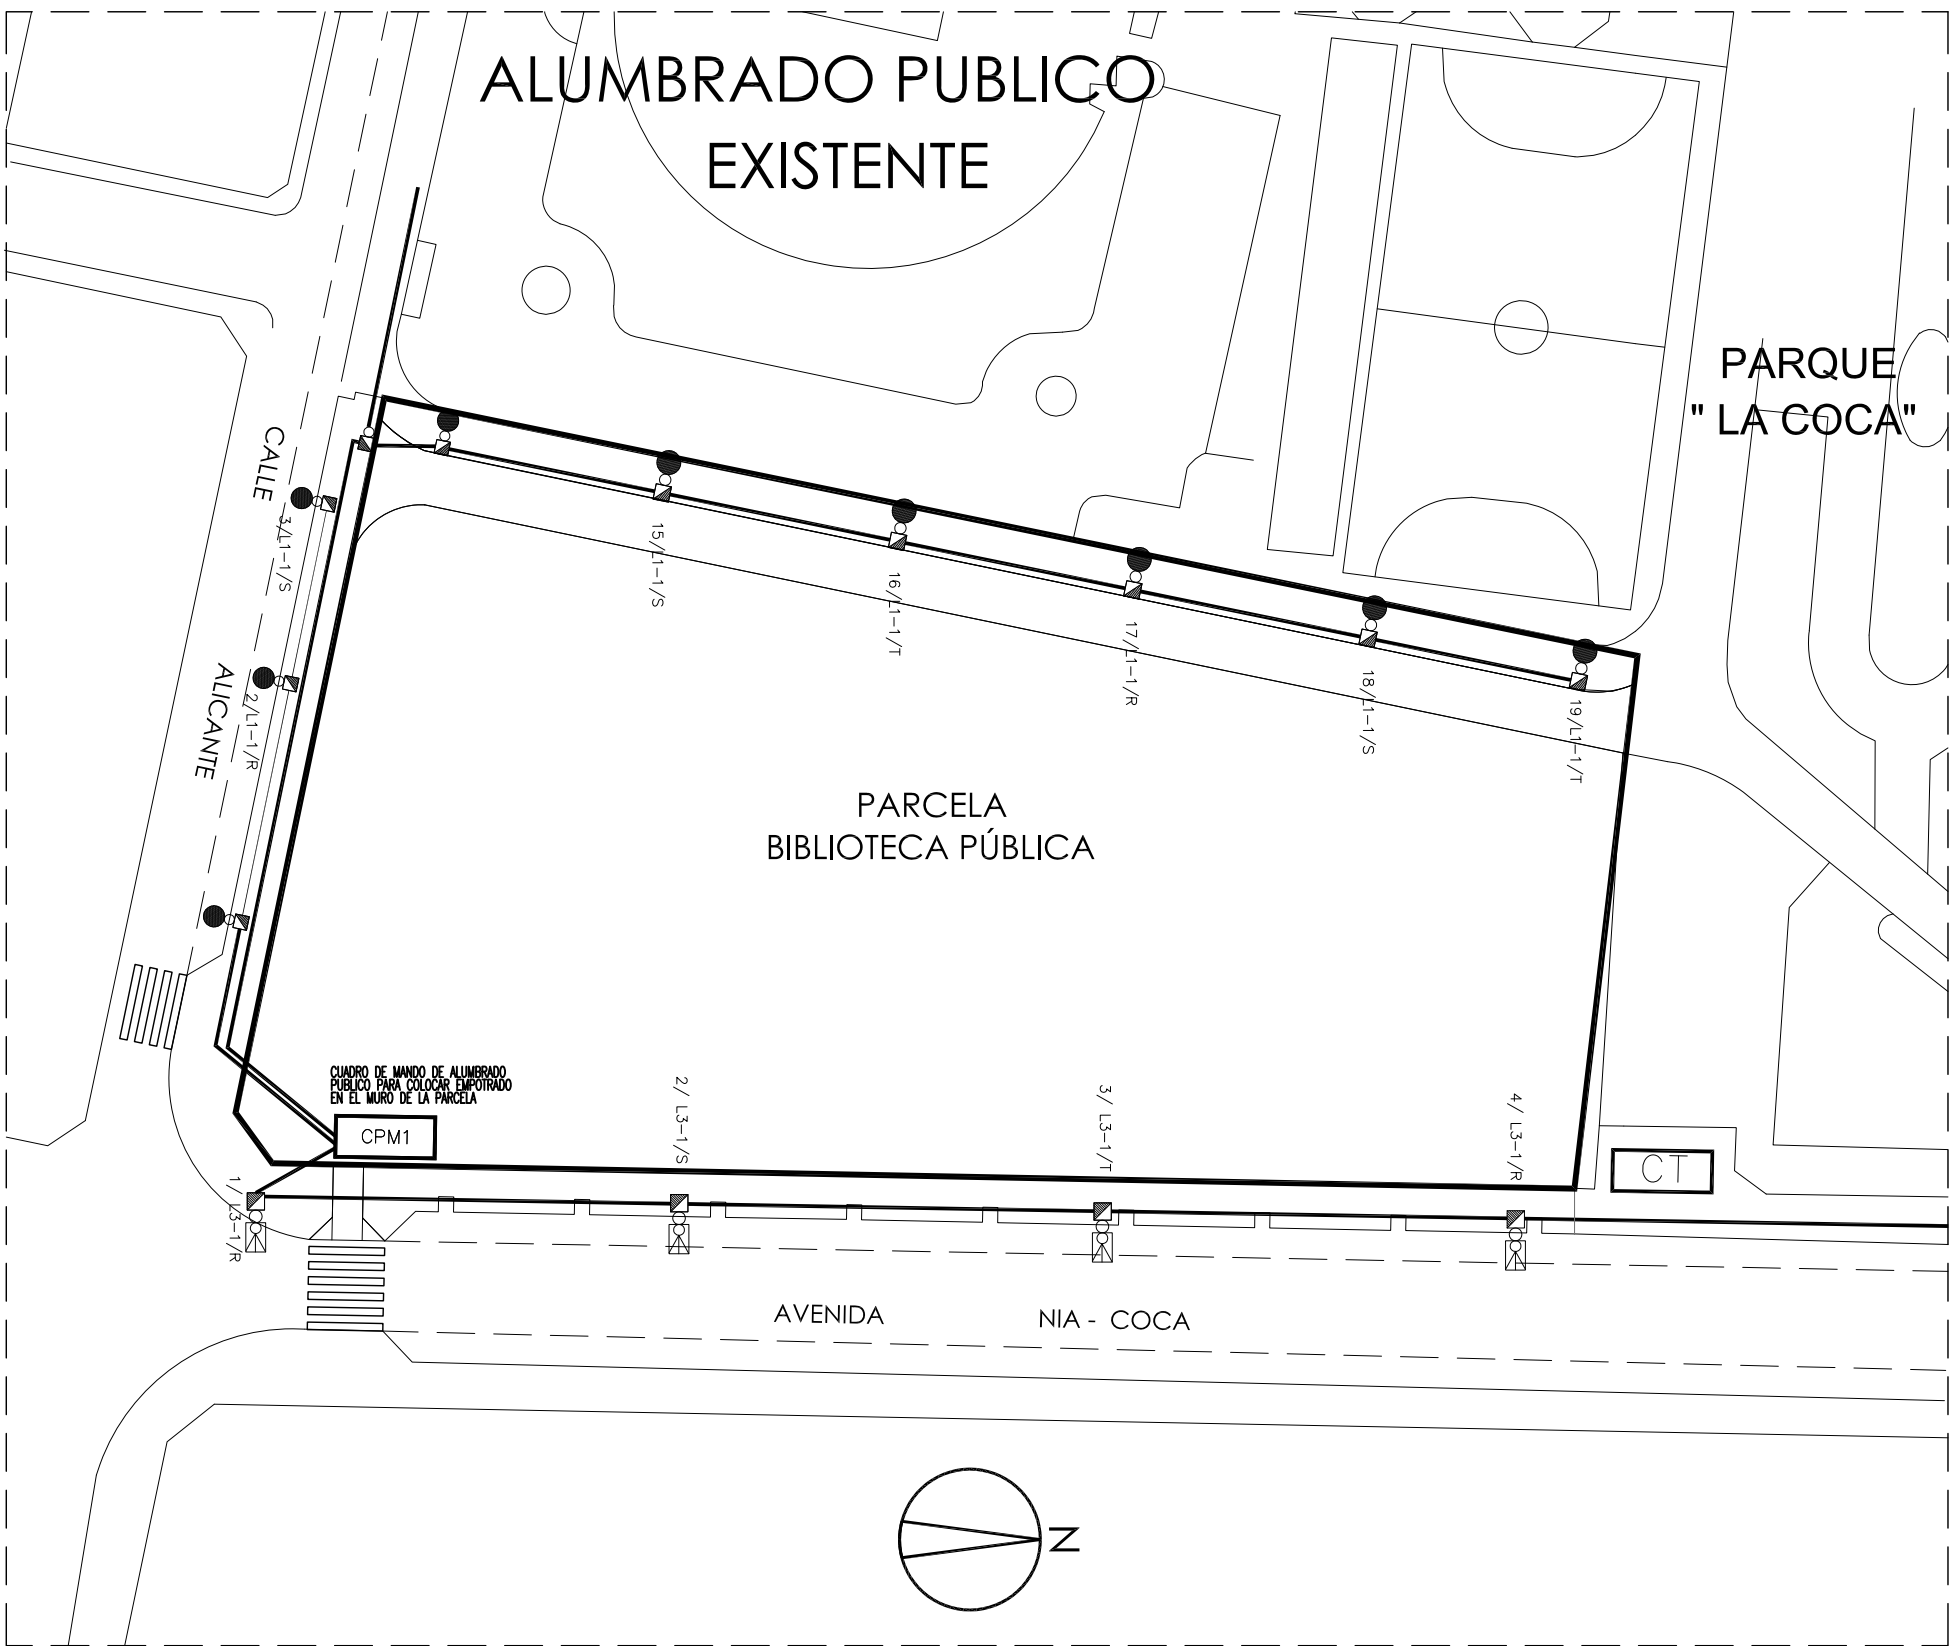 ALUMBRADO PUBLICO
EXISTENTE
PARQUE
" LA COCA"
CALLE
ALICANTE
3/L1-1/S
2/L1-1/R
15/L1-1/S
16/L1-1/T
17/L1-1/R
18/L1-1/S
19/L1-1/T
PARCELA
BIBLIOTECA PÚBLICA
CUADRO DE MANDO DE ALUMBRADO
PUBLICO PARA COLOCAR EMPOTRADO
EN EL MURO DE LA PARCELA
CPM1
1/ L3-1/R
2/ L3-1/S
3/ L3-1/T
4/ L3-1/R
CT
AVENIDA NIA - COCA
N